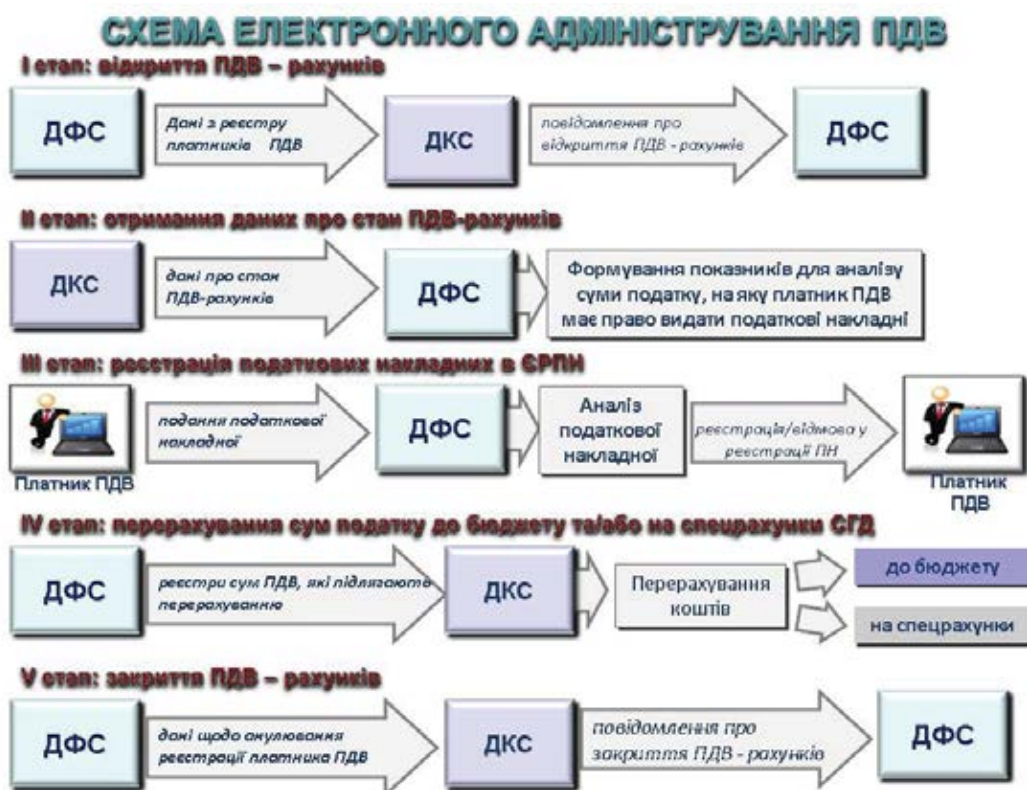 СХЕМА ЕЛЕКТРОННОГО АДМІНІСТРУВАННЯ ПДВ
І етап: відкриття ПДВ – рахунків
ДФС
Дані з реєстру
платників ПДВ
ДКС
повідомлення про
відкриття ПДВ - рахунків
ДФС
ІІ етап: отримання даних про стан ПДВ-рахунків
ДКС
дані про стан
ПДВ-рахунків
ДФС
Формування показників для аналізу
суми податку, на яку платник ПДВ
має право видати податкові накладні
ІІІ етап: реєстрація податкових накладних в ЄРПН
Платник ПДВ
подання податкової
накладної
ДФС
Аналіз
податкової
накладної
реєстрація/відмова у
реєстрації ПН
Платник
ПДВ
IV етап: перерахування сум податку до бюджету та/або на спецрахунки СГД
ДФС
реєстри сум ПДВ, які підлягають
перерахуванню
ДКС
Перерахування
коштів
до бюджету
на спецрахунки
V етап: закриття ПДВ – рахунків
ДФС
дані щодо анулювання
реєстрації платника ПДВ
ДКС
повідомлення про
закриття ПДВ - рахунків
ДФС